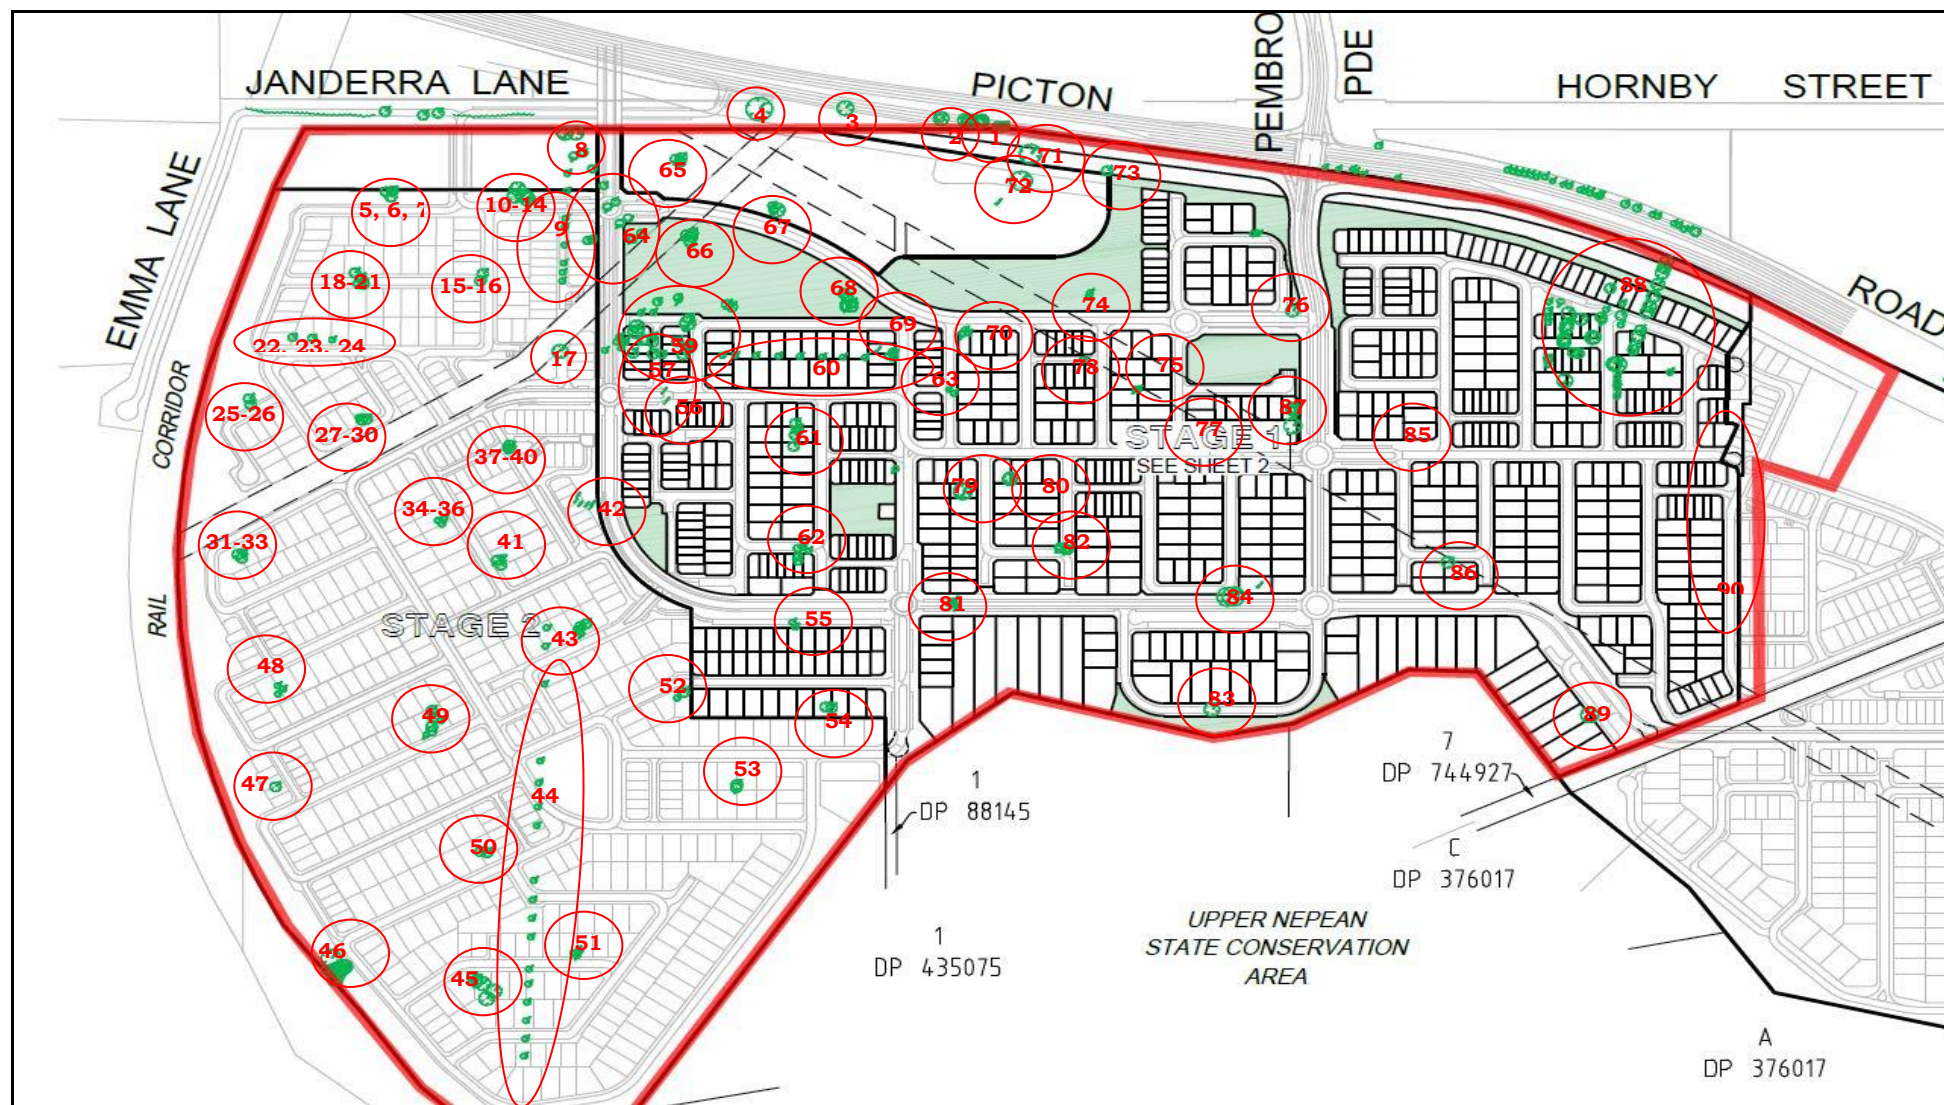 JANDERRA LANE
PICTON
PEMBRO
PDE
HORNBY STREET
ROAD
EMMA LANE
CORRIDOR
RAIL
4
3
2
1
71
72
73
8
65
5, 6, 7
10-14
9
64
66
67
18-21
15-16
68
69
70
74
76
88
22, 23, 24
17
59
57
60
63
78
75
25-26
27-30
56
61
77
87
85
STAGE 1
SEE SHEET 2
37-40
34-36
42
79
80
31-33
41
62
82
86
90
STAGE 2
43
55
81
84
48
52
49
54
83
89
47
53
44
50
46
45
51
1
DP 88145
7
DP 744927
C
DP 376017
1
DP 435075
UPPER NEPEAN
STATE CONSERVATION
AREA
A
DP 376017